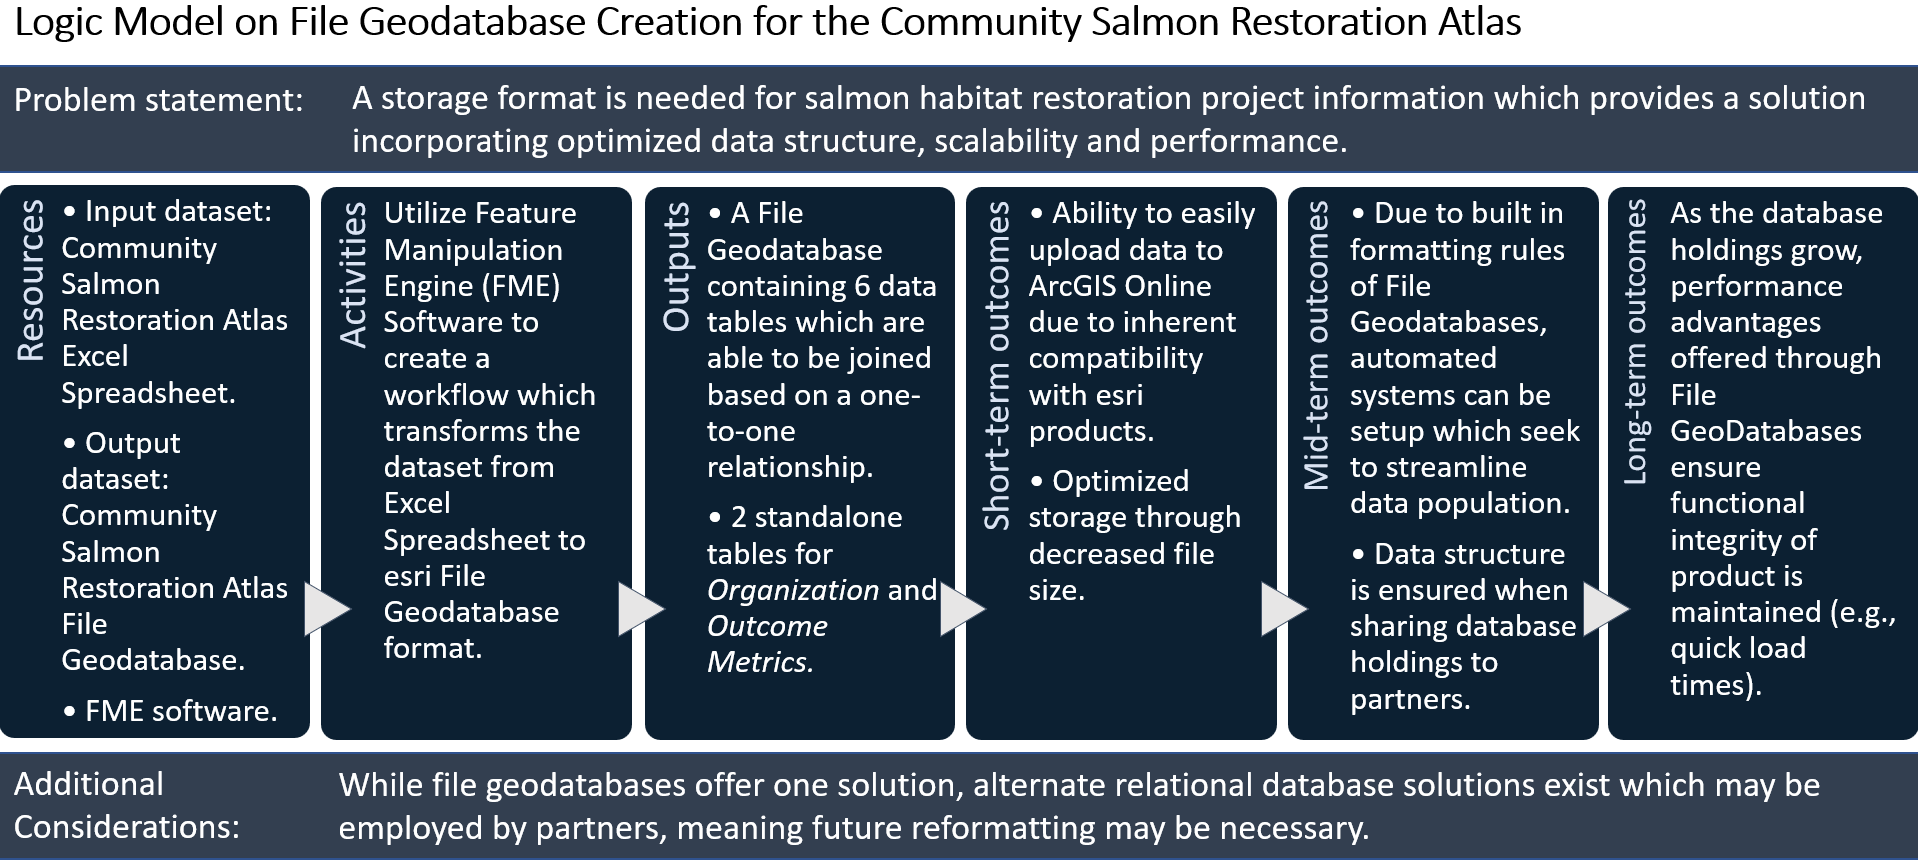 Logic Model on File Geodatabase Creation for the Community Salmon Restoration Atlas
Problem statement:
A storage format is needed for salmon habitat restoration project information which provides a solution
incorporating optimized data structure, scalability and performance.
Resources
• Input dataset:
Community
Salmon
Restoration Atlas
Excel
Spreadsheet.
• Output
dataset:
Community
Salmon
Restoration Atlas
File
Geodatabase.
• FME software.
Activities
Utilize Feature
Manipulation
Engine (FME)
Software to
create a
workflow which
transforms the
dataset from
Excel
Spreadsheet to
esri File
Geodatabase
format.
Outputs
• A File
Geodatabase
containing 6 data
tables which are
able to be joined
based on a one-
to-one
relationship.
• 2 standalone
tables for
Organization and
Outcome
Metrics.
Short-term outcomes
• Ability to easily
upload data to
ArcGIS Online
due to inherent
compatibility
with esri
products.
• Optimized
storage through
decreased file
size.
Mid-term outcomes
• Due to built in
formatting rules
of File
Geodatabases,
automated
systems can be
setup which seek
to streamline
data population.
• Data structure
is ensured when
sharing database
holdings to
partners.
Long-term outcomes
As the database
holdings grow,
performance
advantages
offered through
File
GeoDatabases
ensure
functional
integrity of
product is
maintained (e.g.,
quick load
times).
Additional
Considerations:
While file geodatabases offer one solution, alternate relational database solutions exist which may be
employed by partners, meaning future reformatting may be necessary.